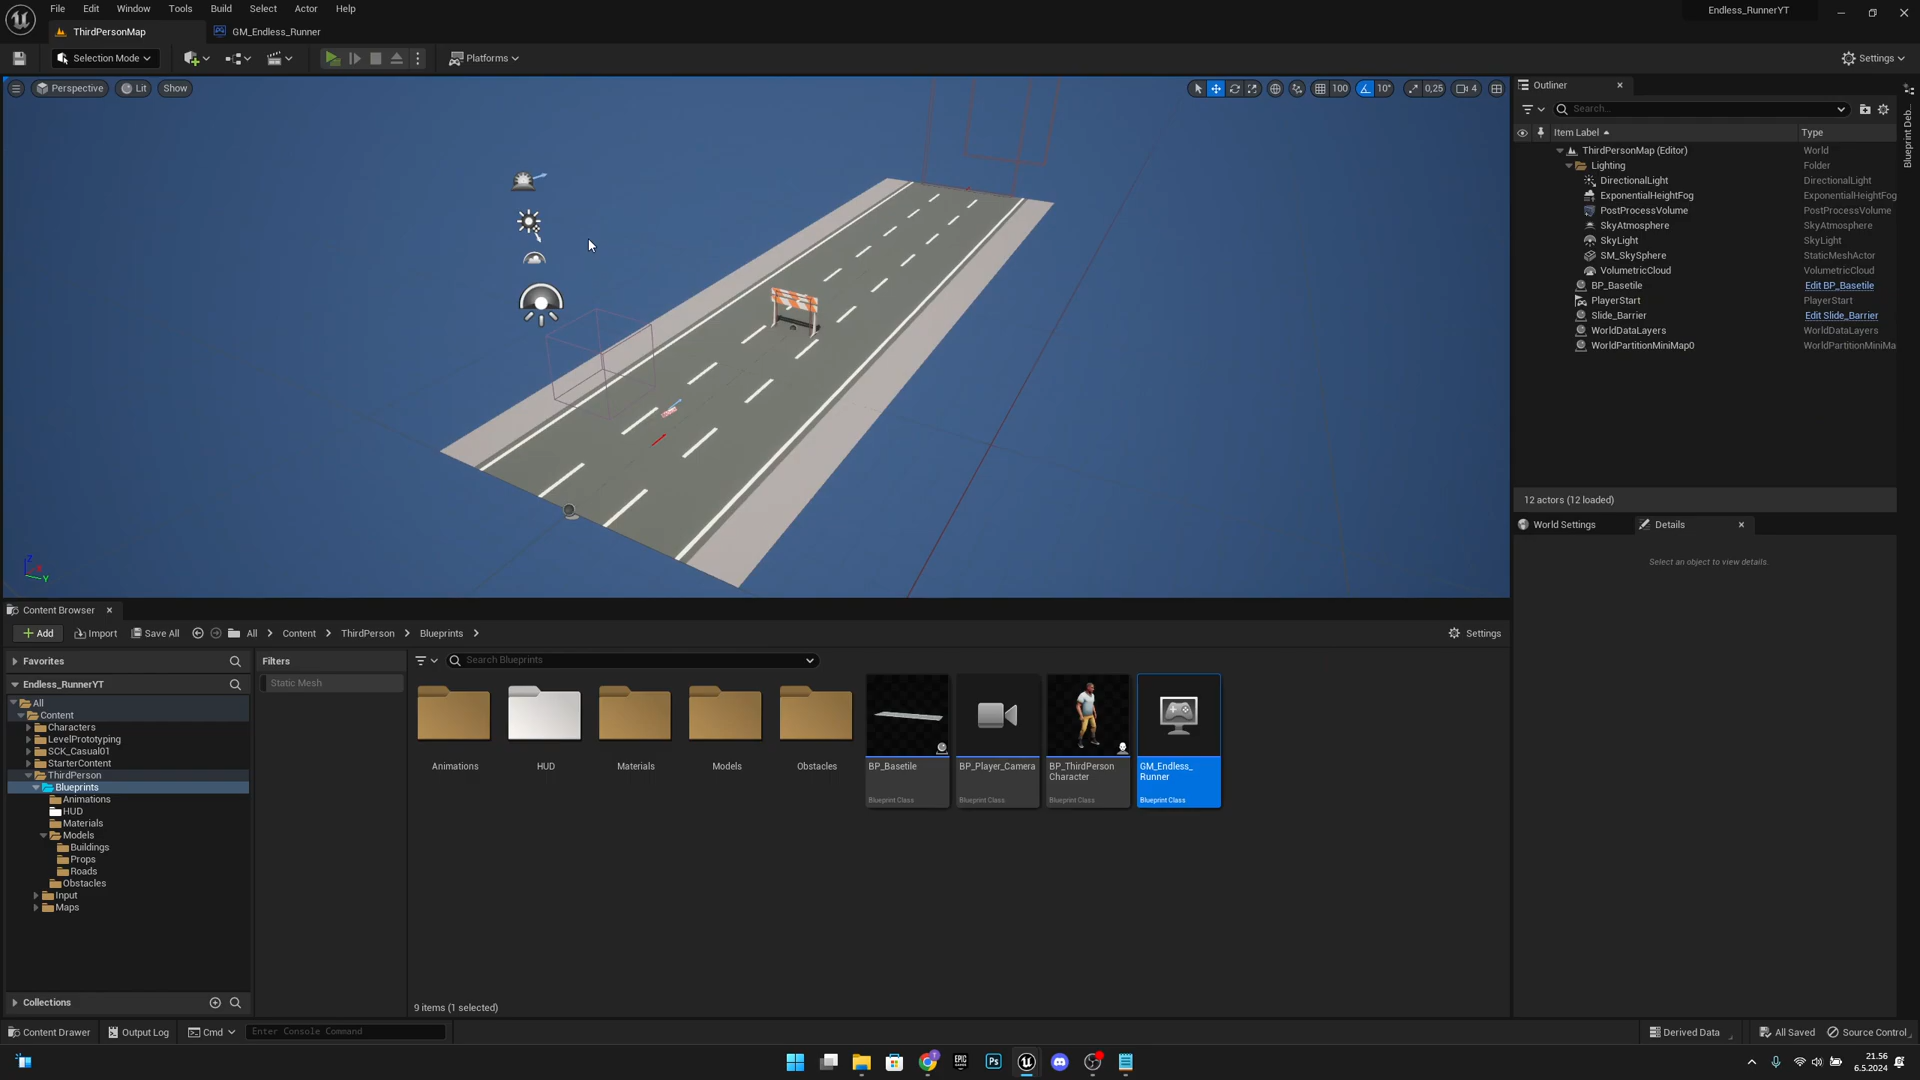 File Edit Window Tools Build Select Actor Help
Endless_RunnerYT
ThirdPersonMap
GM_Endless_Runner
Selection Mode
Platforms
Settings
Perspective
Lit
Show
100
10°
0,25
4
Outliner
Search...
Item Label
Type
ThirdPersonMap (Editor) World
Lighting Folder
DirectionalLight DirectionalLight
ExponentialHeightFog ExponentialHeightFog
PostProcessVolume PostProcessVolume
SkyAtmosphere SkyAtmosphere
SkyLight SkyLight
SM_SkySphere StaticMeshActor
VolumetricCloud VolumetricCloud
BP_Basetile Edit BP_Basetile
PlayerStart PlayerStart
Slide_Barrier Edit Slide_Barrier
WorldDataLayers WorldDataLayers
WorldPartitionMiniMap0 WorldPartitionMiniMa
12 actors (12 loaded)
World Settings
Details
Select an object to view details.
Blueprint Deb...
Z
X
Y
Content Browser
Add
Import
Save All
All > Content > ThirdPerson > Blueprints >
Settings
Favorites
Filters
Search Blueprints
Endless_RunnerYT
Static Mesh
All
Content
Characters
LevelPrototyping
SCK_Casual01
StarterContent
ThirdPerson
Blueprints
Animations
HUD
Materials
Models
Buildings
Props
Roads
Obstacles
Input
Maps
Animations
HUD
Materials
Models
Obstacles
BP_Basetile
Blueprint Class
BP_Player_Camera
Blueprint Class
BP_ThirdPerson
Character
Blueprint Class
GM_Endless_
Runner
Blueprint Class
Collections
9 items (1 selected)
Content Drawer
Output Log
Cmd
Enter Console Command
Derived Data
All Saved
Source Control
EPIC
GAMES
Ps
21.56
6.5.2024